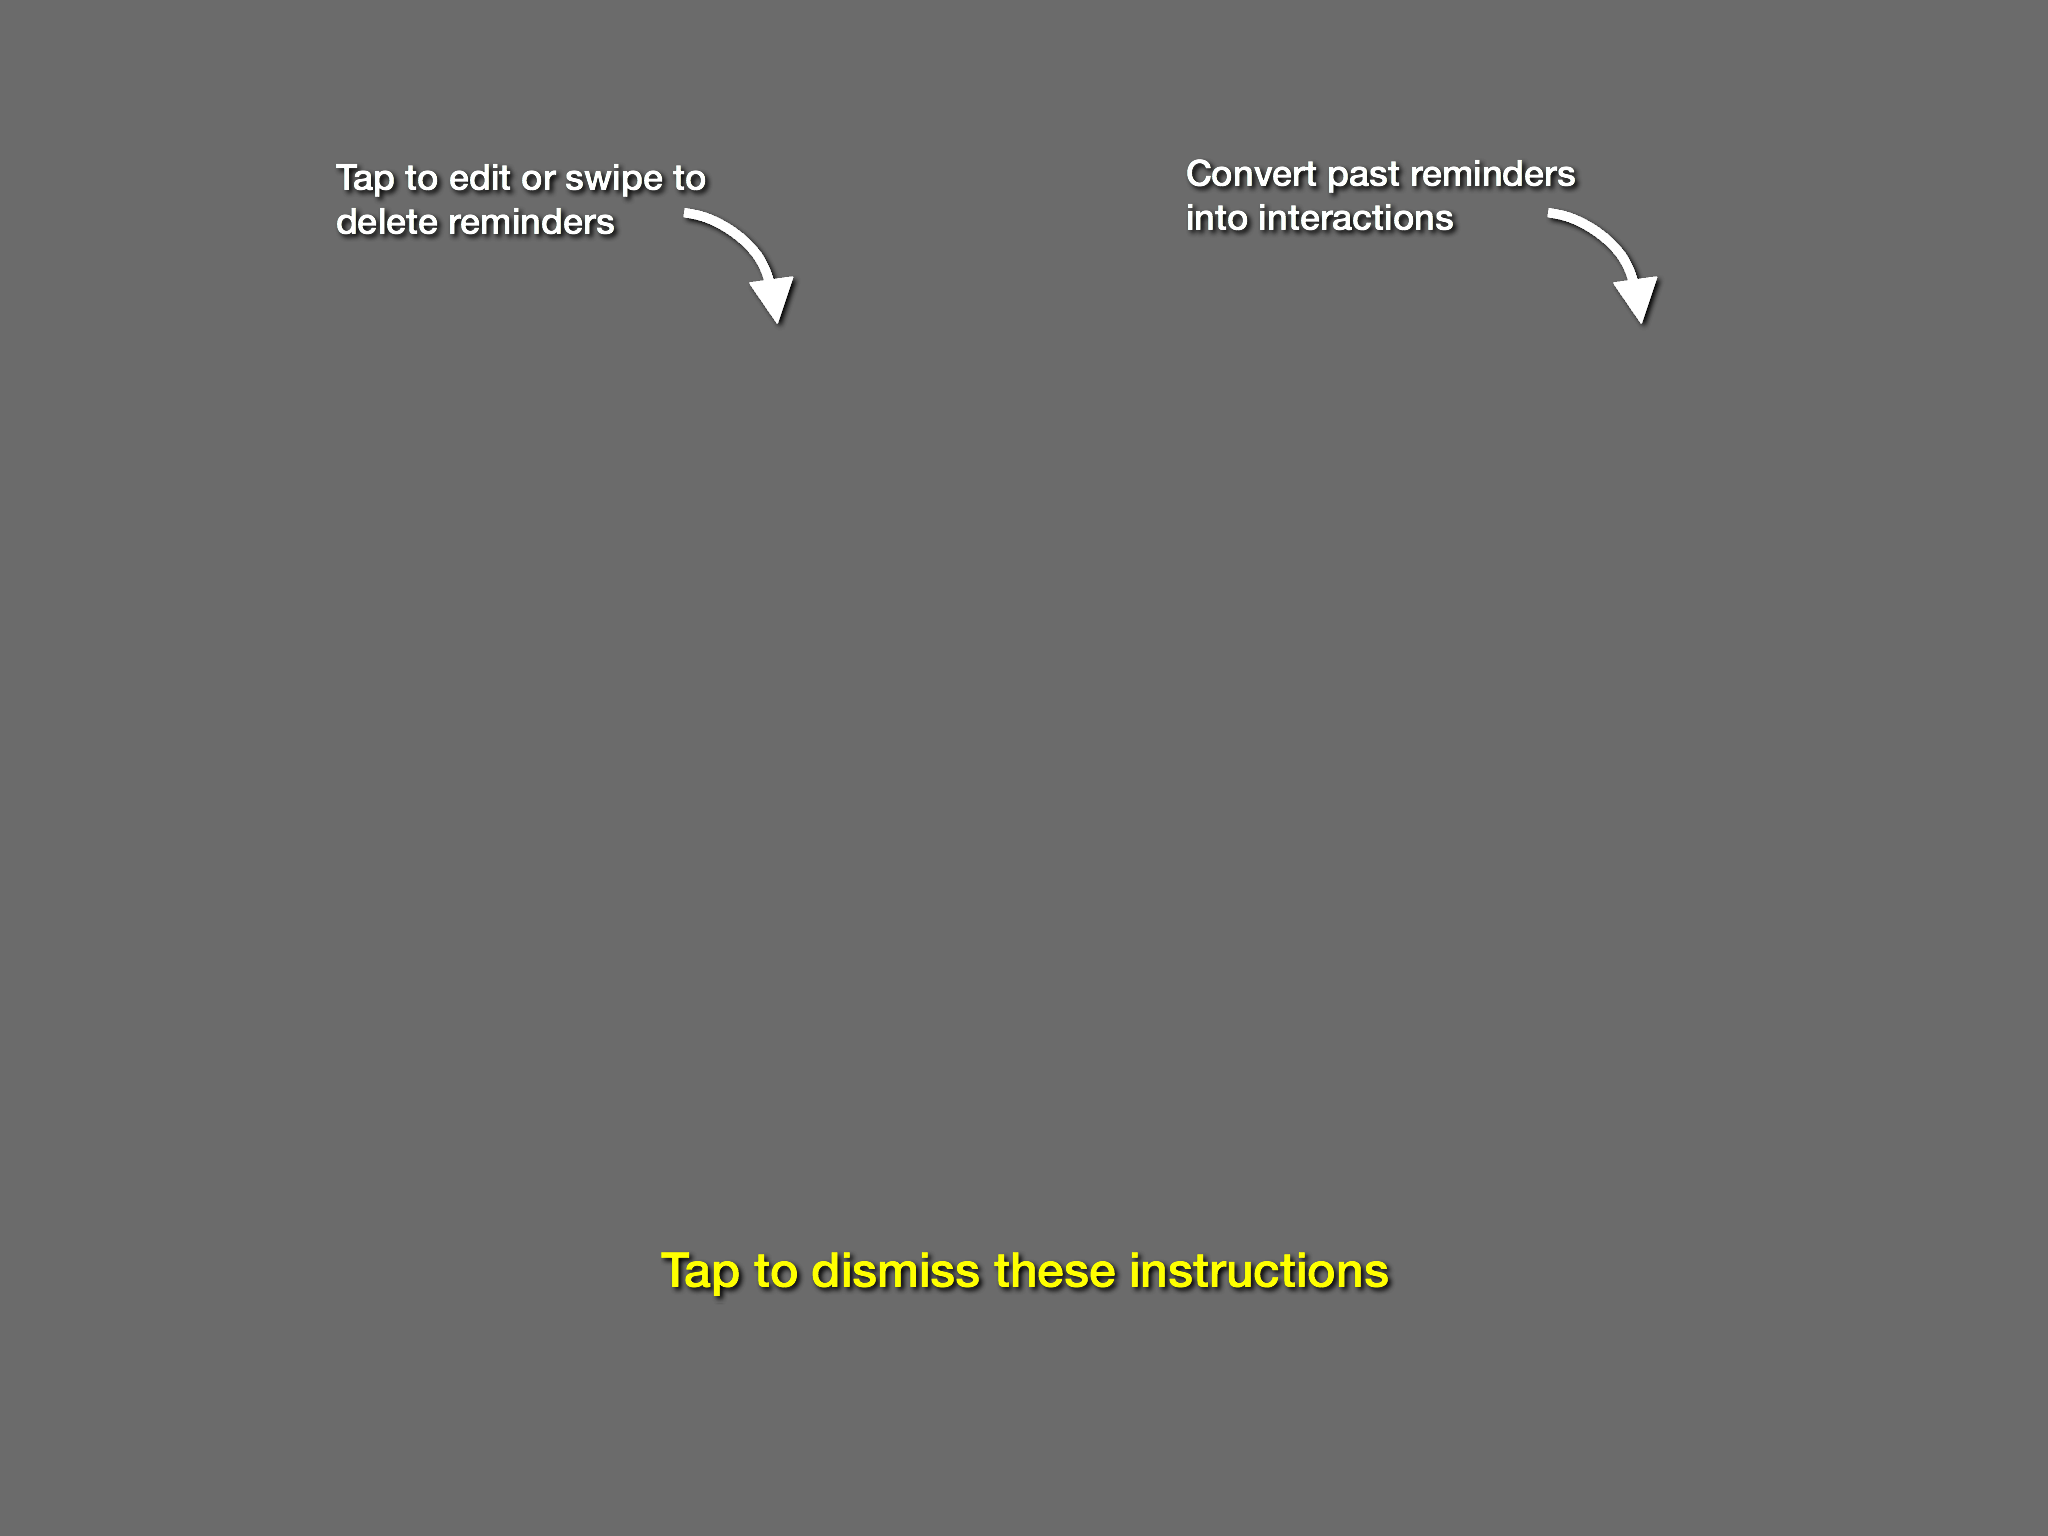 Tap to edit or swipe to
delete reminders
Convert past reminders
into interactions
Tap to dismiss these instructions